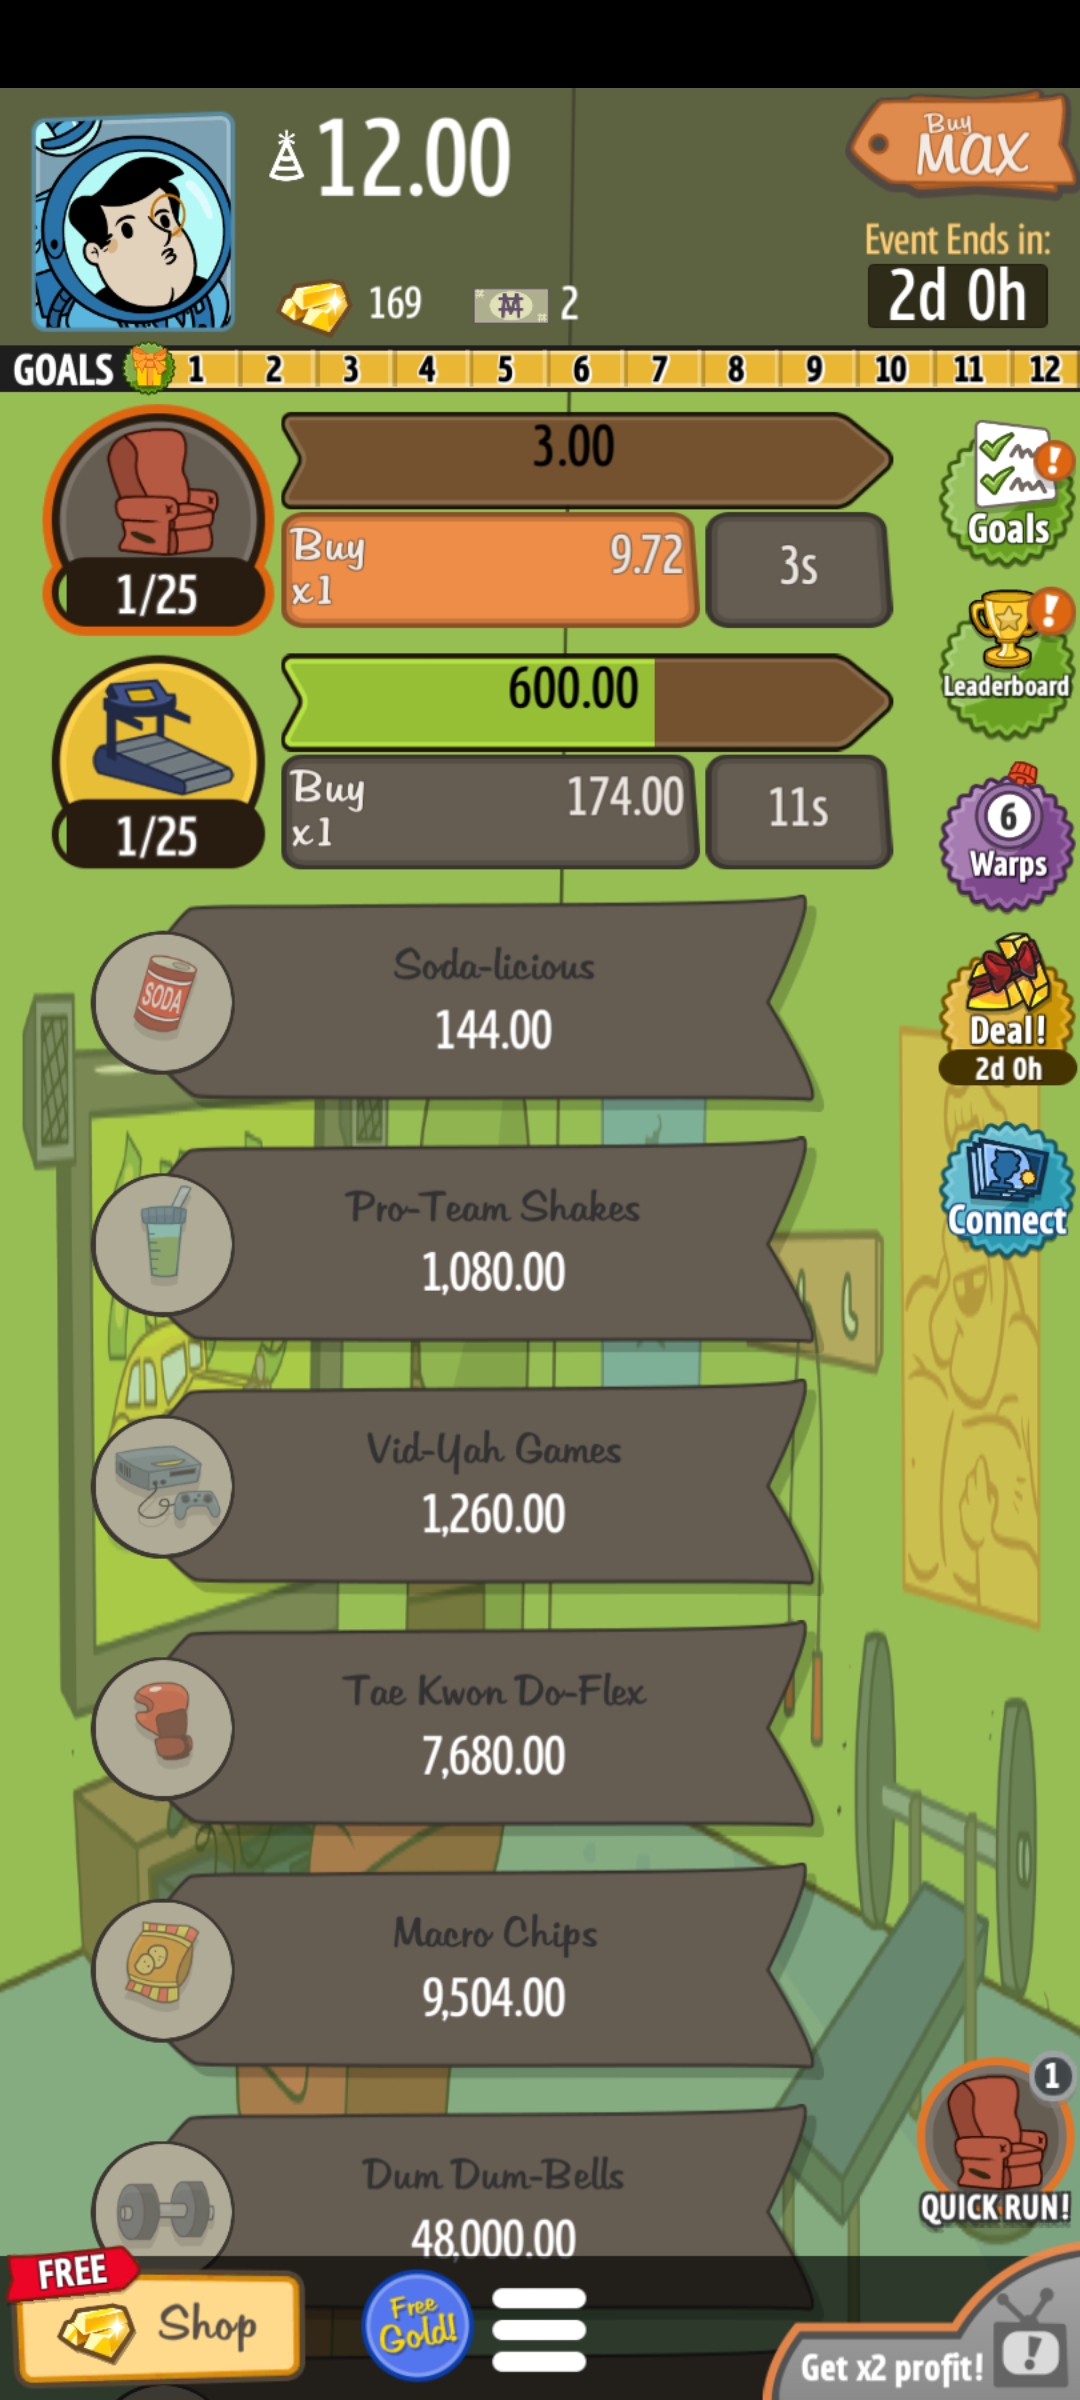 12.00
Buy
Max
169
2
Event Ends in:
2d 0h
GOALS 1 2 3 4 5 6 7 8 9 10 11 12
3.00
1/25
Buy
x1
9.72
3s
Goals
600.00
1/25
Buy
x1
174.00
11s
Leaderboard
6
Warps
Soda-licious
144.00
SODA
Deal!
2d 0h
Pro-Team Shakes
1,080.00
Connect
Vid-Yah Games
1,260.00
Tae Kwon Do-Flex
7,680.00
Macro Chips
9,504.00
Dum Dum-Bells
48,000.00
1
QUICK RUN!
FREE
Shop
Free
Gold!
Get x2 profit!